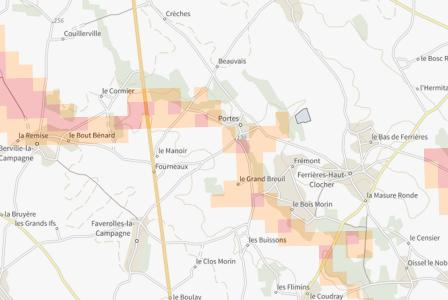 Crèches
256
Couillerville
Beauvais
le Bosc R
le Cormier
l'Hermita
Portes
la Remise
le Bout Bénard
le Bas de Ferrières
Berville-la-
Campagne
le Manoir
Frémont
Fourneaux
Ferrières-Haut-
Clocher
le Grand Breuil
la Masure Ronde
le Bois Morin
la Bruyère
les Grands Ifs
Faverolles-la-
Campagne
les Buissons
le Censier
le Clos Morin
Oissel le Nob
les Flimins
le Boulay
le Coudray